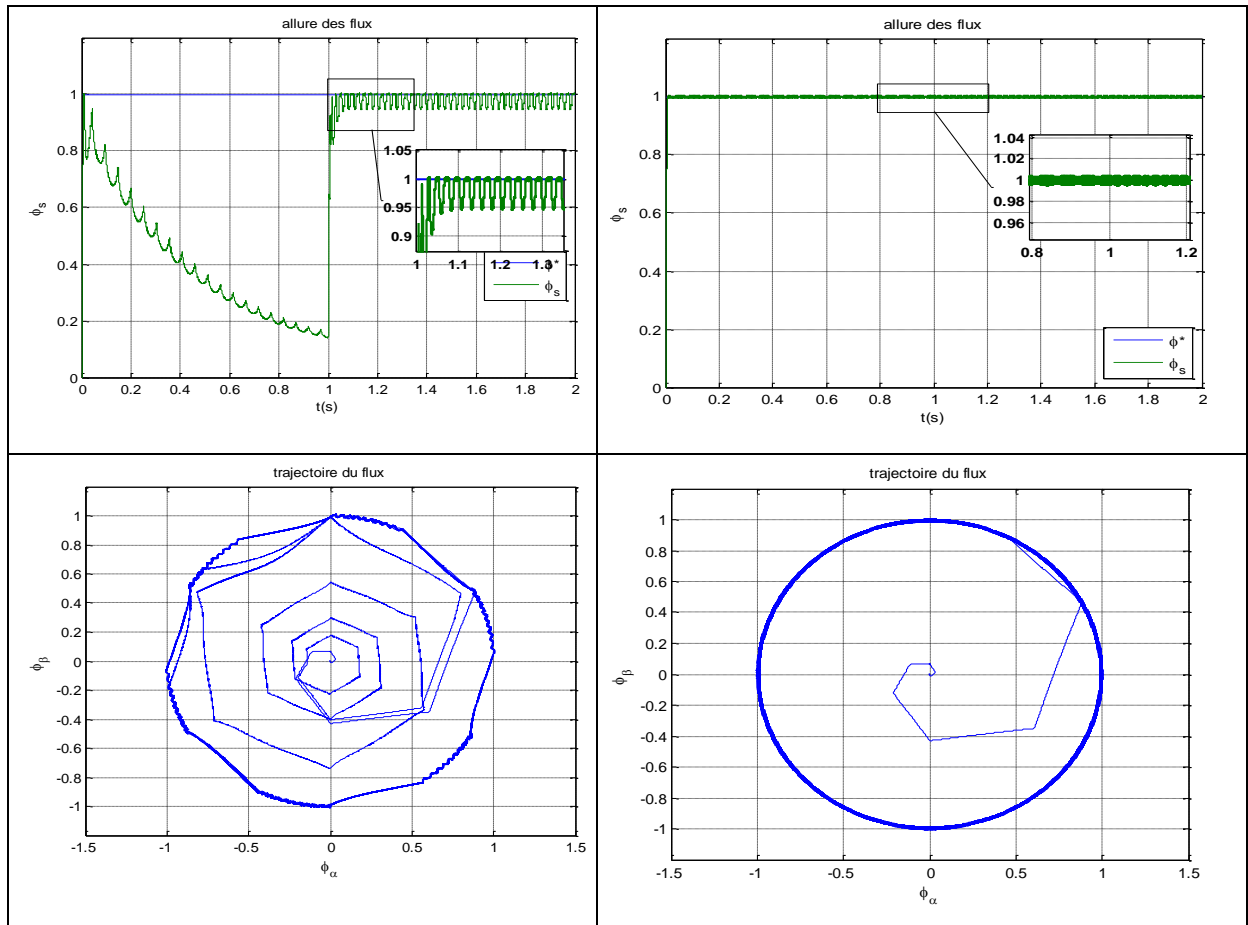 allure des flux
1
0.8
0.6
0.4
0.2
0
ϕs
0 0.2 0.4 0.6 0.8 1 1.2 1.4 1.6 1.8 2
t(s)
1.05
1
0.95
0.9
1 1.1 1.2 1.3
ϕ*
ϕs
allure des flux
1
0.8
0.6
0.4
0.2
0
ϕs
0 0.2 0.4 0.6 0.8 1 1.2 1.4 1.6 1.8 2
t(s)
1.04
1.02
1
0.98
0.96
0.8 1 1.2
ϕ*
ϕs
trajectoire du flux
1
0.8
0.6
0.4
0.2
0
-0.2
-0.4
-0.6
-0.8
-1
ϕβ
-1.5 -1 -0.5 0 0.5 1 1.5
ϕα
trajectoire du flux
1
0.8
0.6
0.4
0.2
0
-0.2
-0.4
-0.6
-0.8
-1
ϕβ
-1.5 -1 -0.5 0 0.5 1 1.5
ϕα